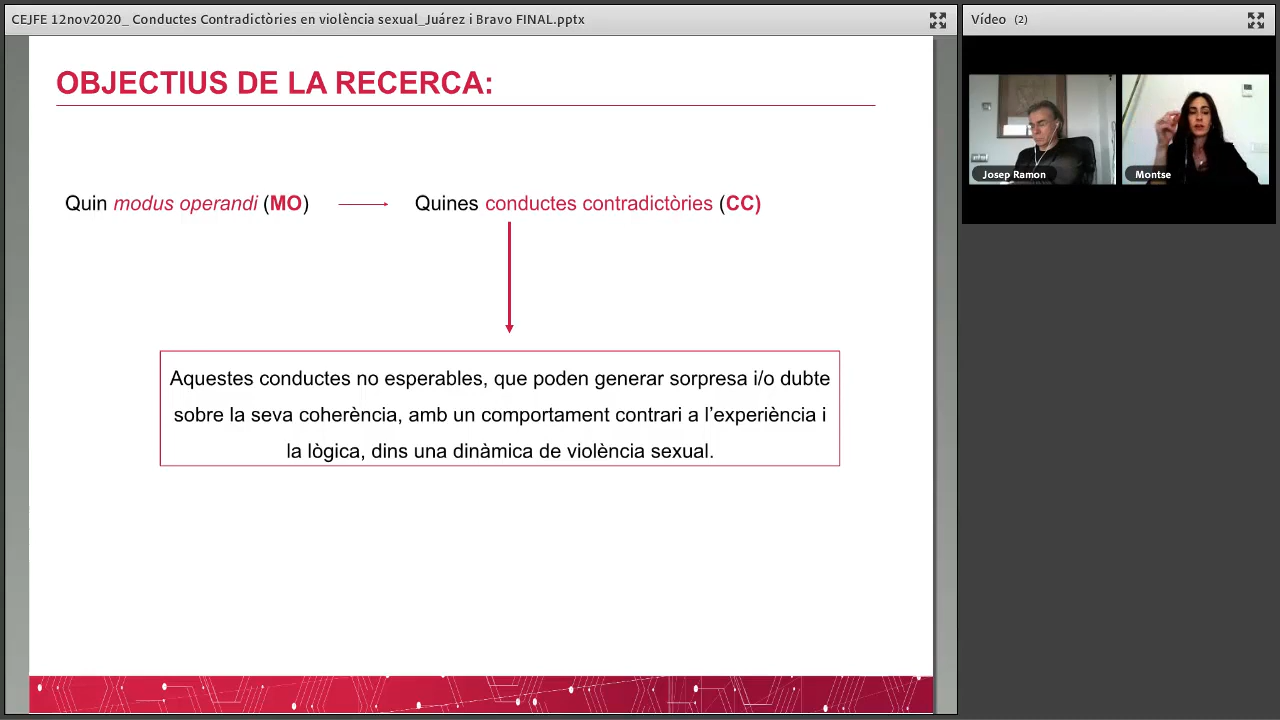 CEJFE 12nov2020_ Conductes Contradictòries en violència sexual_Juárez i Bravo FINAL.pptx
Vídeo (2)
OBJECTIUS DE LA RECERCA:
Quin modus operandi (MO) Quines conductes contradictòries (CC)
Aquestes conductes no esperables, que poden generar sorpresa i/o dubte
sobre la seva coherència, amb un comportament contrari a l’experiència i
la lògica, dins una dinàmica de violència sexual.
Josep Ramon
Montse